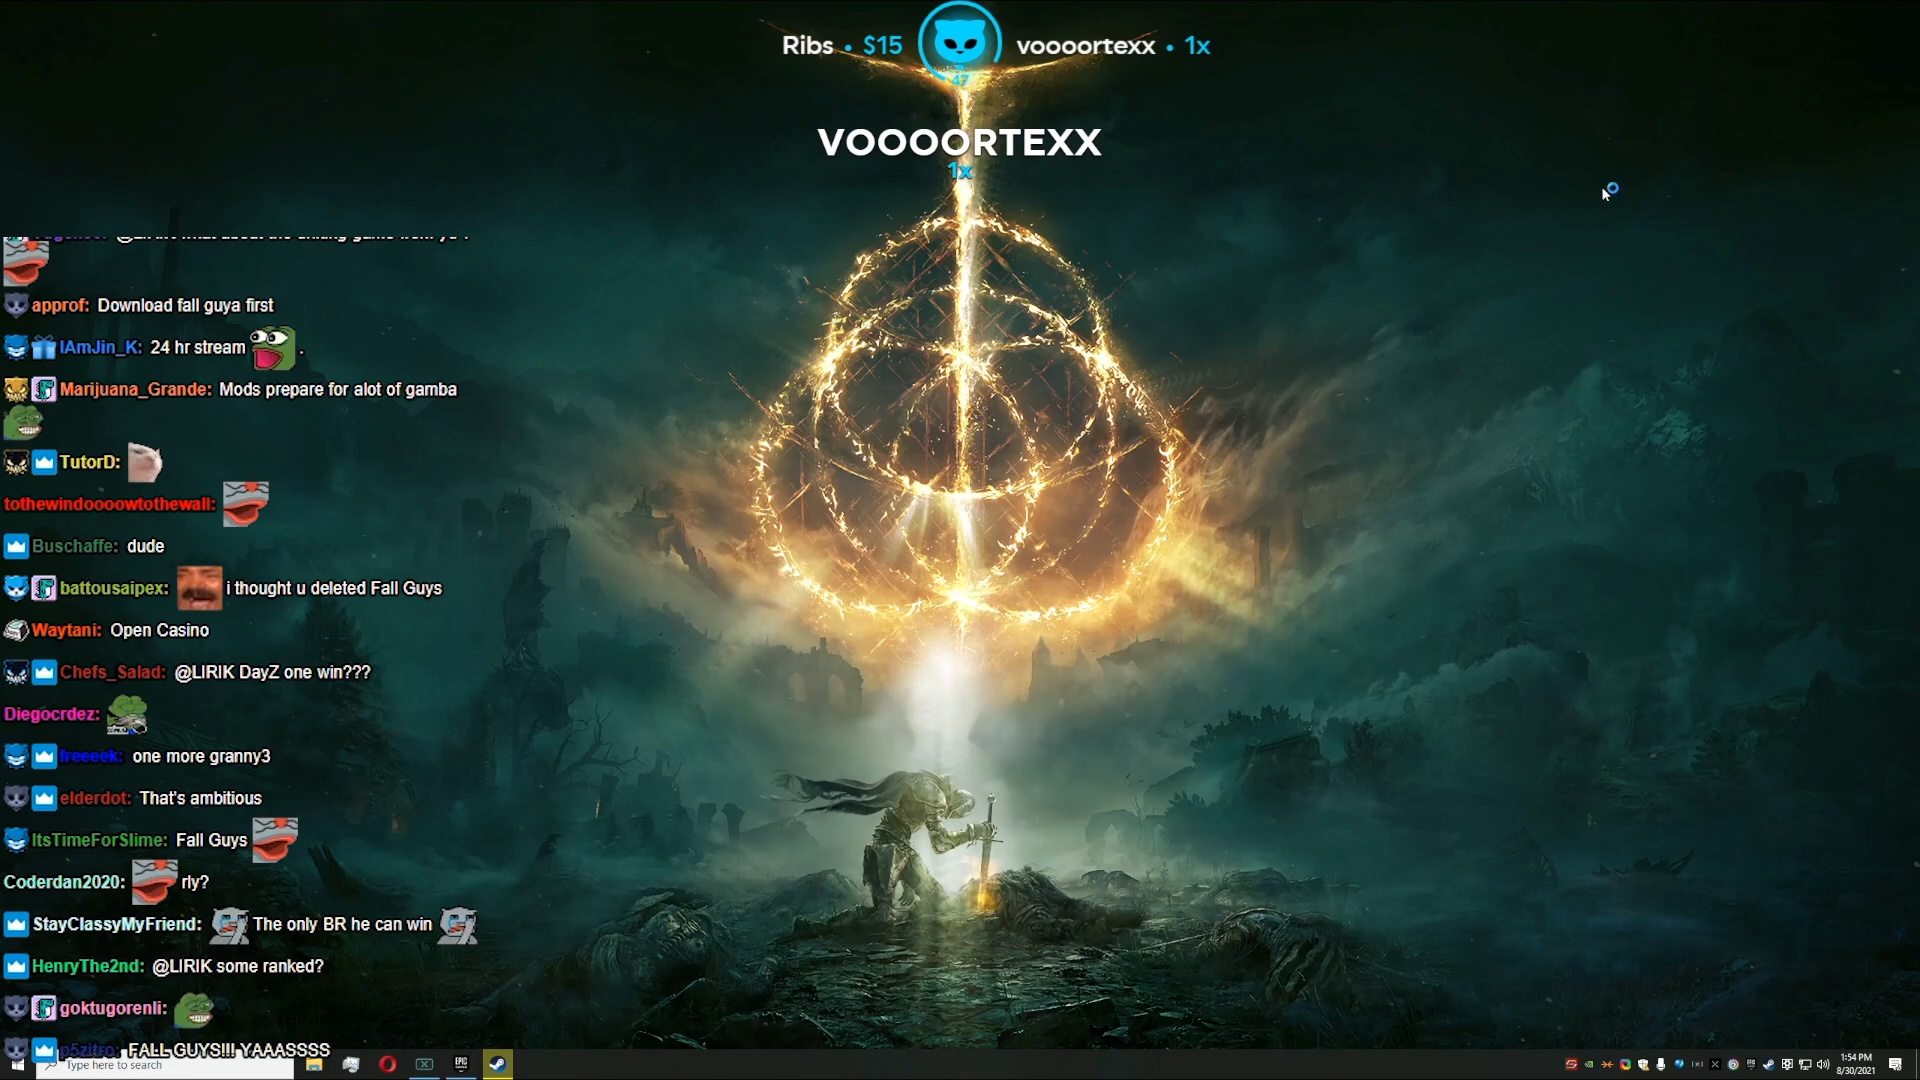 Ribs • $15
voooortexx • 1x
47
VOOOORTEXX
1x
approf: Download fall guya first
IAmJin_K: 24 hr stream .
Marijuana_Grande: Mods prepare for alot of gamba
TutorD:
tothewindoooowtothewall:
Buschaffe: dude
battousaipex: i thought u deleted Fall Guys
Waytani: Open Casino
Chefs_Salad: @LIRIK DayZ one win???
Diegocrdez:
freeeek: one more granny3
elderdot: That's ambitious
ItsTimeForSlime: Fall Guys
Coderdan2020: rly?
StayClassyMyFriend: The only BR he can win
HenryThe2nd: @LIRIK some ranked?
goktugorenli:
p5zitro: FALL GUYS!!! YAAASSSS
Type here to search
EPIC
1:54 PM
8/30/2021